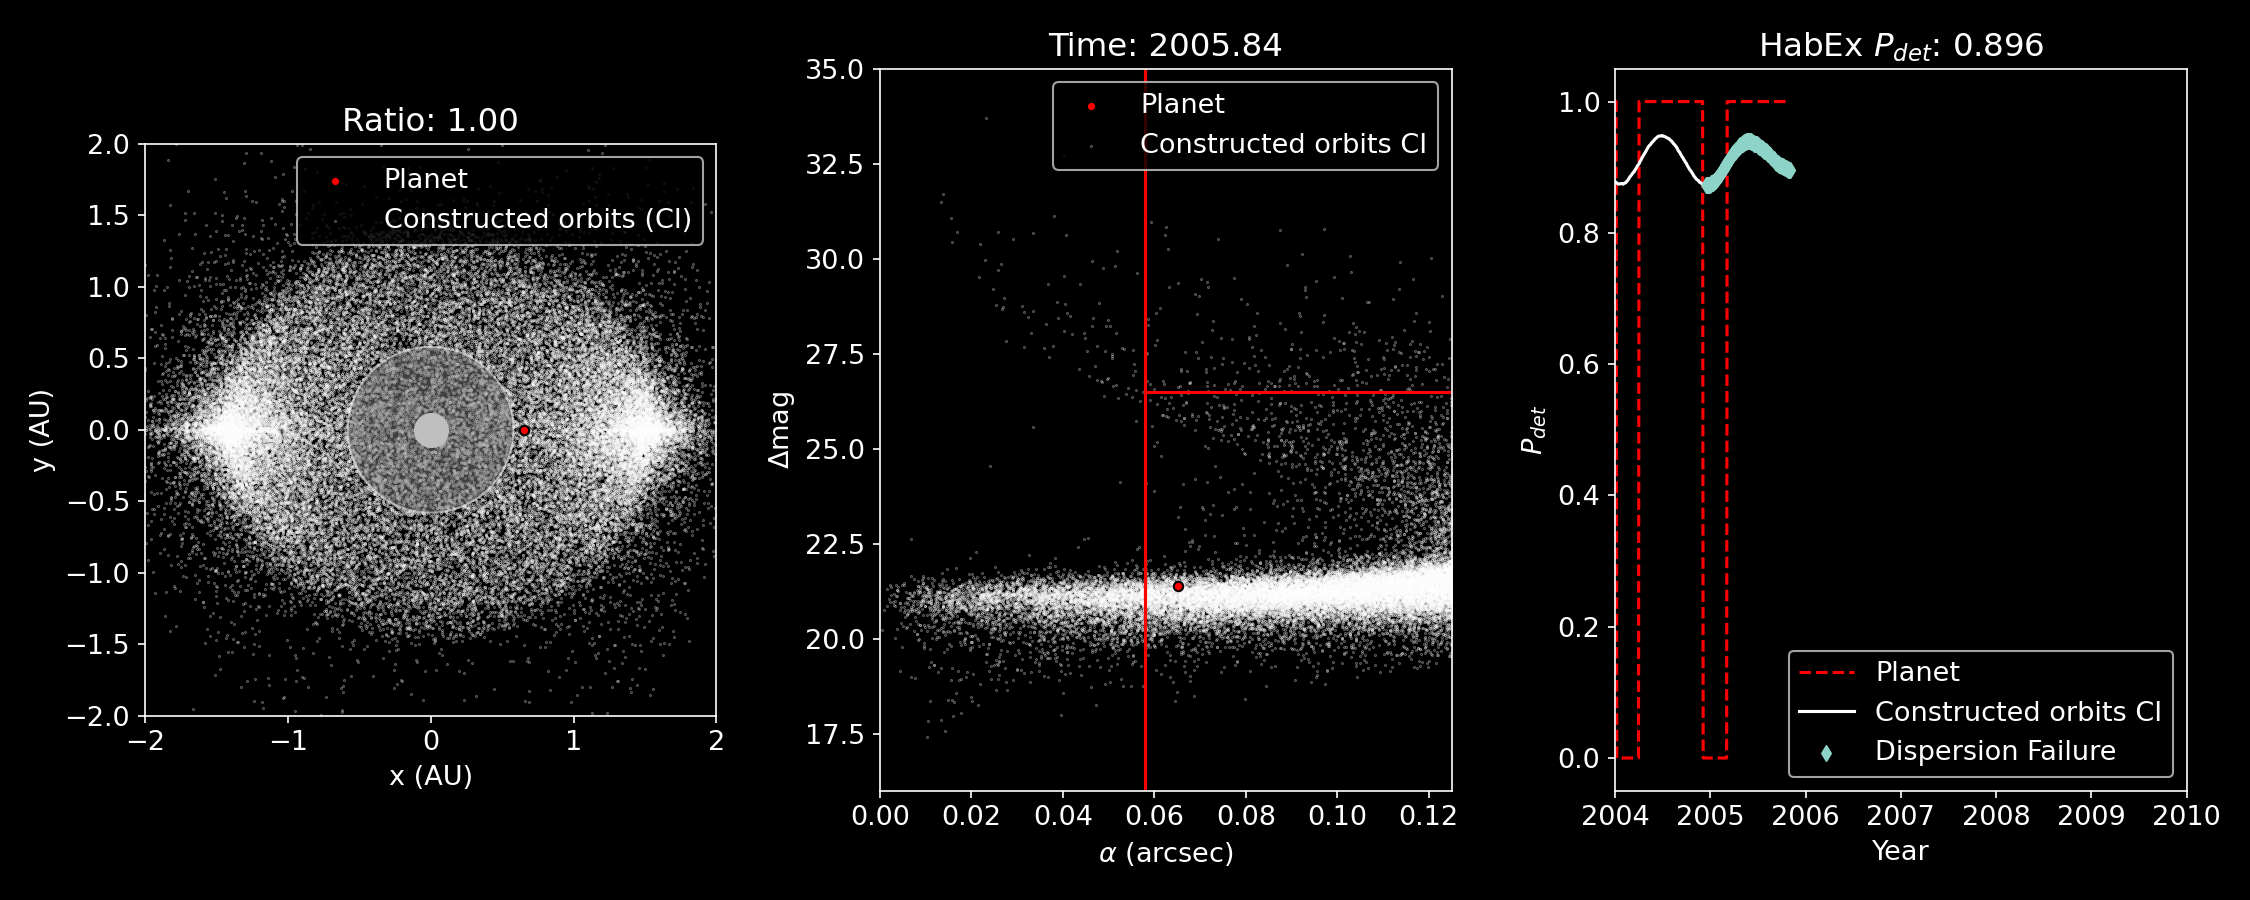 Ratio: 1.00
Planet
Constructed orbits (CI)
2.0
1.5
1.0
0.5
0.0
−0.5
−1.0
−1.5
−2.0
−2
−1
0
1
2
y (AU)
x (AU)
Time: 2005.84
Planet
Constructed orbits CI
35.0
32.5
30.0
27.5
25.0
22.5
20.0
17.5
0.00
0.02
0.04
0.06
0.08
0.10
0.12
Δmag
α (arcsec)
HabEx P_det: 0.896
1.0
0.8
0.6
0.4
0.2
0.0
P_det
Planet
Constructed orbits CI
Dispersion Failure
2004
2005
2006
2007
2008
2009
2010
Year